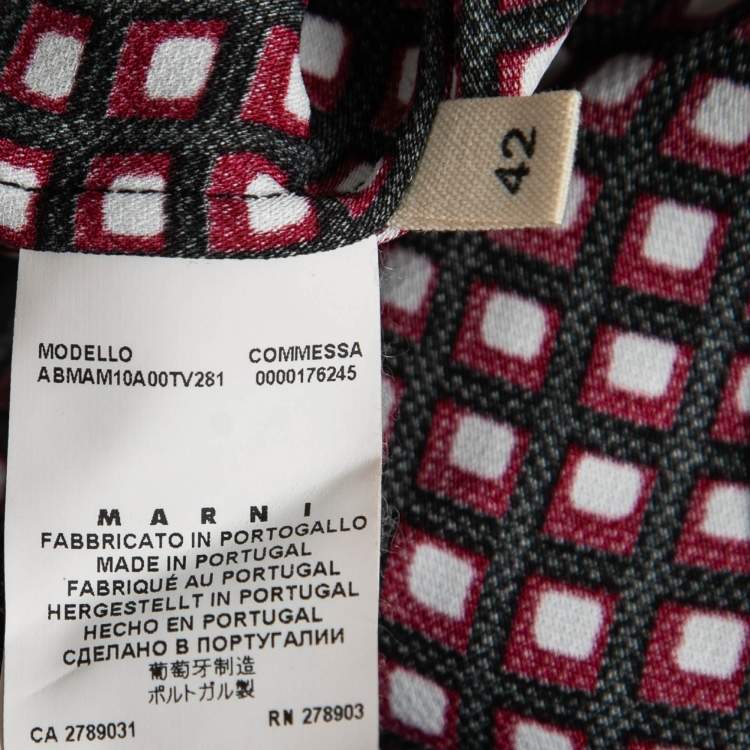 42
MODELLO COMMESSA
ABMAM10A00TV281 0000176245
MARNI
FABBRICATO IN PORTOGALLO
MADE IN PORTUGAL
FABRIQUÉ AU PORTUGAL
HERGESTELLT IN PORTUGAL
HECHO EN PORTUGAL
СДЕЛАНО В ПОРТУГАЛИИ
葡萄牙制造
ポルトガル製
CA 2789031 RN 278903